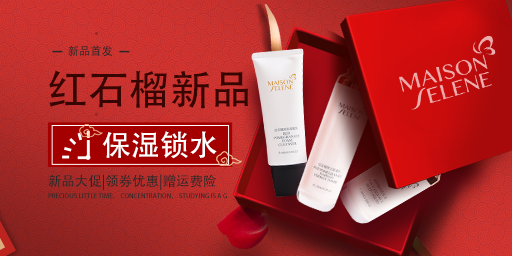 新品首发
红石榴新品
保湿锁水
新品大促|领券优惠|赠运费险
PRECIOUS LITTLE TIME. CONCENTRATION. STUDYING IS A G
MAISON
SELENE
MAISON
SELENE